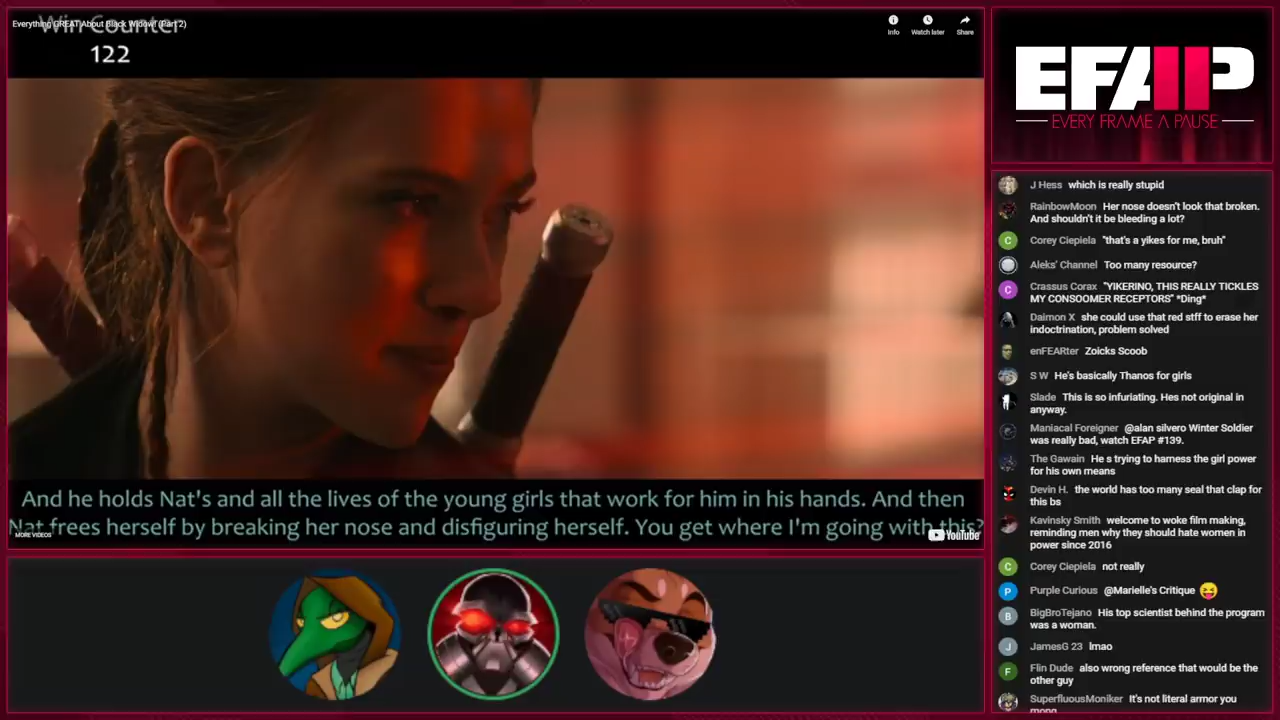 Everything GREAT About Black Widow! (Part 2)
Win Counter
122
Info
Watch later
Share
And he holds Nat's and all the lives of the young girls that work for him in his hands. And then
Nat frees herself by breaking her nose and disfiguring herself. You get where I'm going with this?
MORE VIDEOS
YouTube
EFAP
EVERY FRAME A PAUSE
J Hess which is really stupid
RainbowMoon Her nose doesn't look that broken.
And shouldn't it be bleeding a lot?
C
Corey Ciepiela "that's a yikes for me, bruh"
Aleks' Channel Too many resource?
C
Crassus Corax "YIKERINO, THIS REALLY TICKLES
MY CONSOOMER RECEPTORS" *Ding*
Daimon X she could use that red stff to erase her
indoctrination, problem solved
enFEARter Zoicks Scoob
S W He's basically Thanos for girls
Slade This is so infuriating. Hes not original in
anyway.
Maniacal Foreigner @alan silvero Winter Soldier
was really bad, watch EFAP #139.
The Gawain He s trying to harness the girl power
for his own means
Devin H. the world has too many seal that clap for
this bs
Kavinsky Smith welcome to woke film making,
reminding men why they should hate women in
power since 2016
C
Corey Ciepiela not really
P
Purple Curious @Marielle's Critique 😝
B
BigBroTejano His top scientist behind the program
was a woman.
J
JamesG 23 lmao
F
Flin Dude also wrong reference that would be the
other guy
SuperfluousMoniker It's not literal armor you
mong